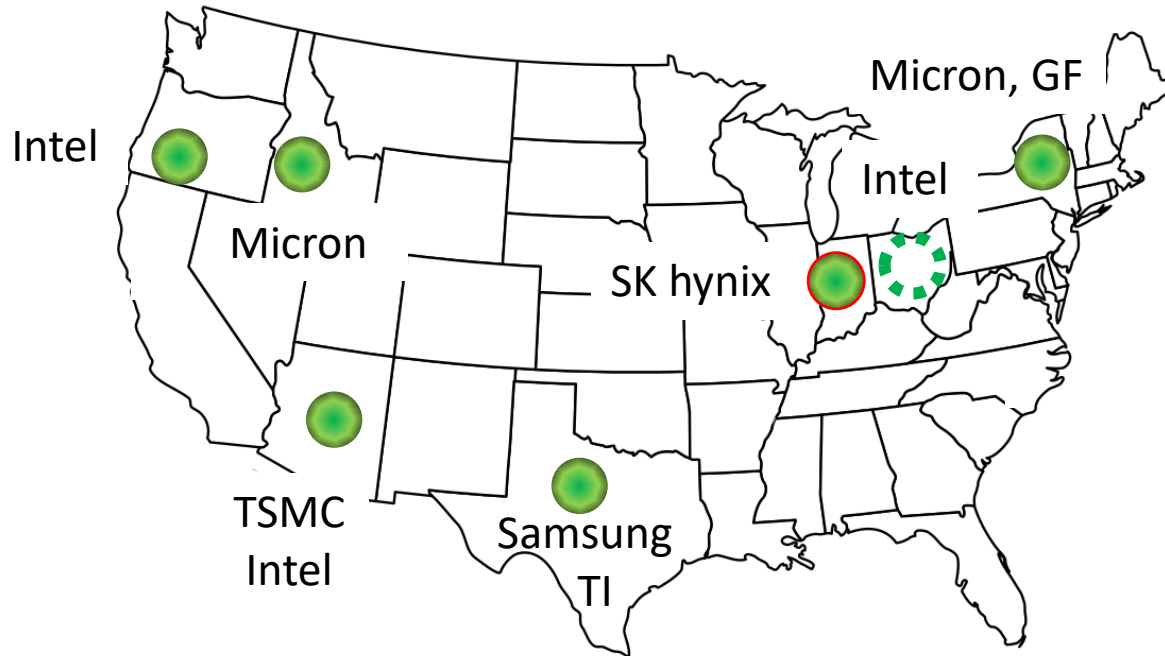 Micron, GF
Intel
Intel
Micron
SK hynix
TSMC
Intel
Samsung
TI